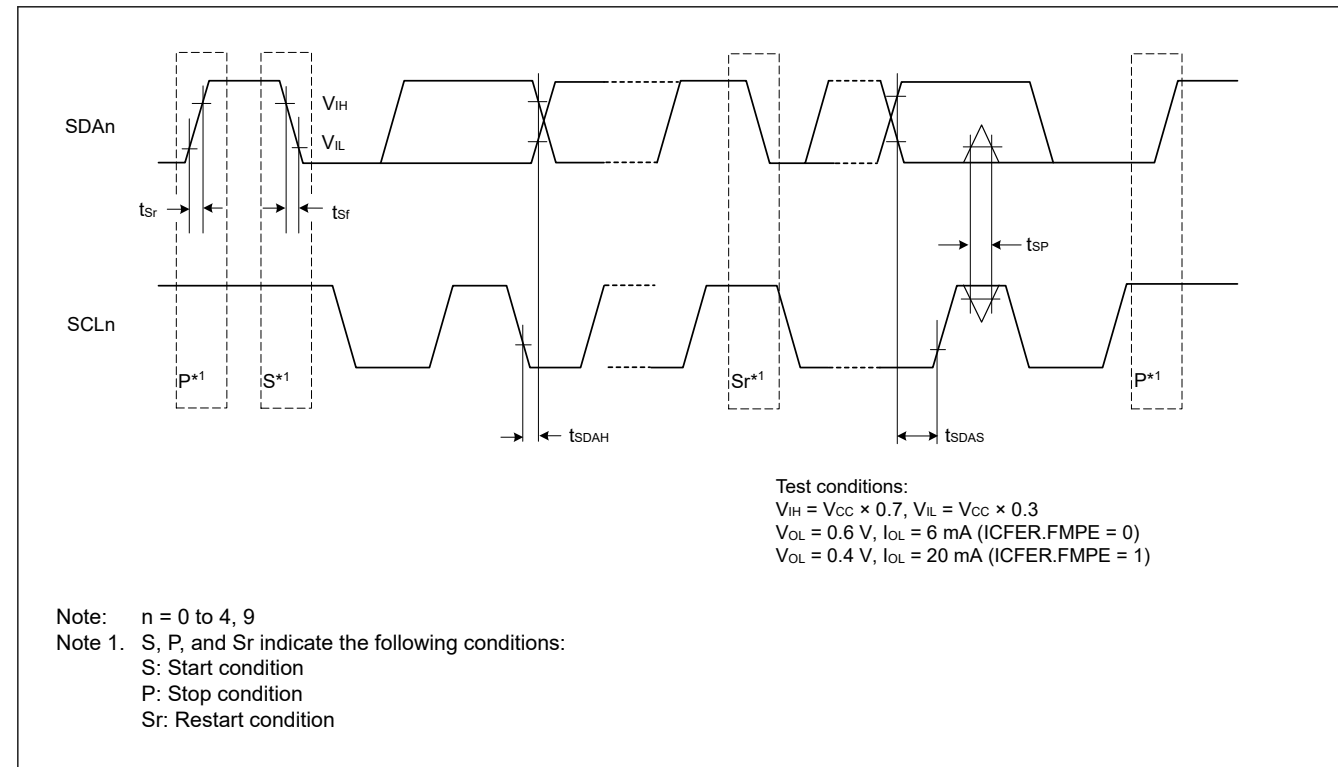 SDAn
VIH
VIL
tSr
tSf
tSP
SCLn
P*1
S*1
Sr*1
P*1
tSDAH
tSDAS
Test conditions:
VIH = VCC × 0.7, VIL = VCC × 0.3
VOL = 0.6 V, IOL = 6 mA (ICFER.FMPE = 0)
VOL = 0.4 V, IOL = 20 mA (ICFER.FMPE = 1)
Note: n = 0 to 4, 9
Note 1. S, P, and Sr indicate the following conditions:
S: Start condition
P: Stop condition
Sr: Restart condition